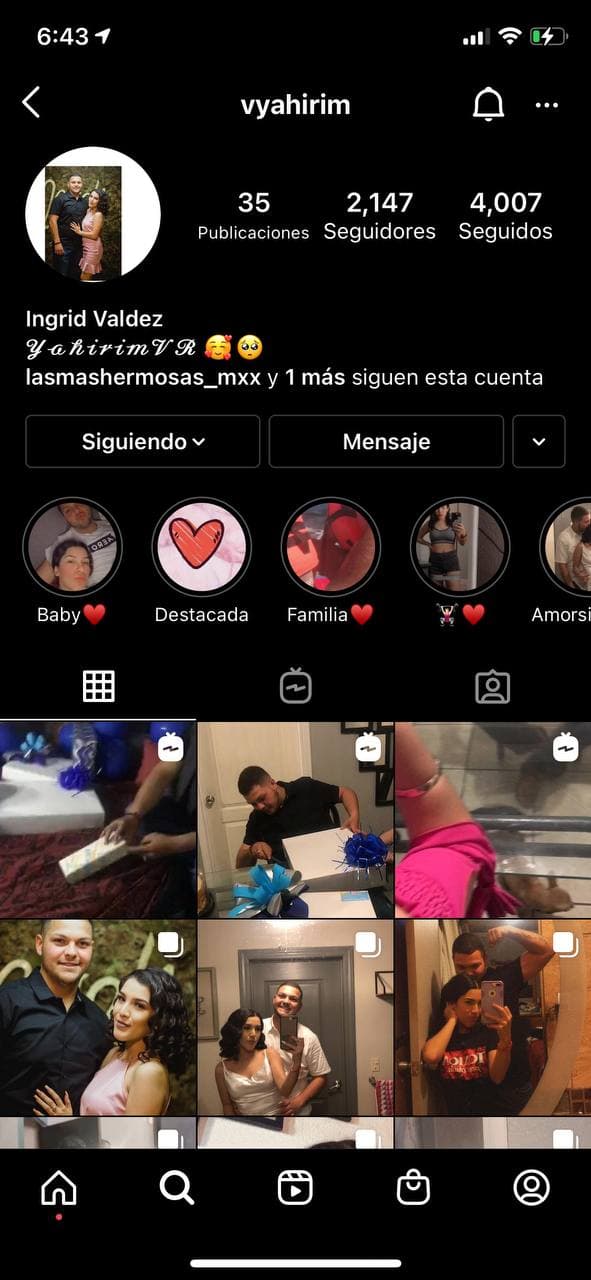 6:43
vyahirim
35 2,147 4,007
Publicaciones Seguidores Seguidos
Ingrid Valdez
𝒴𝒶𝒽𝒾𝓇𝒾𝓂𝒱ℛ 🥰🥺
lasmashermosas_mxx y 1 más siguen esta cuenta
Siguiendo Mensaje
Baby❤️ Destacada Familia❤️ 🏋🏻‍♀️❤️ Amorsi
AERO